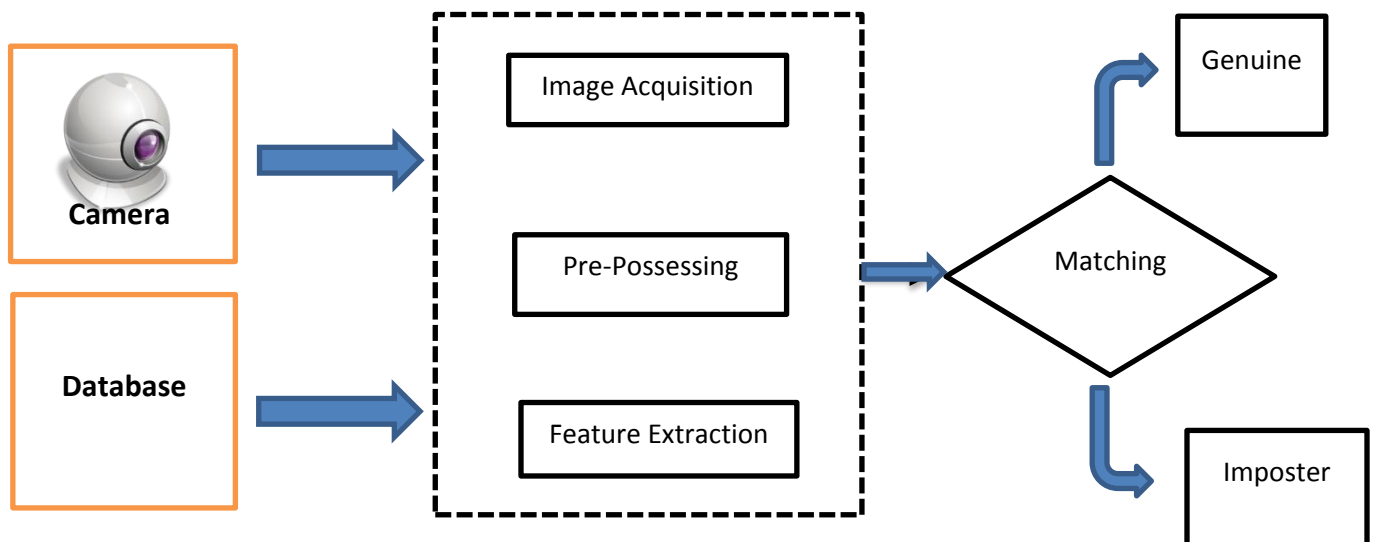 Camera
Database
Image Acquisition
Pre-Possessing
Feature Extraction
Matching
Genuine
Imposter